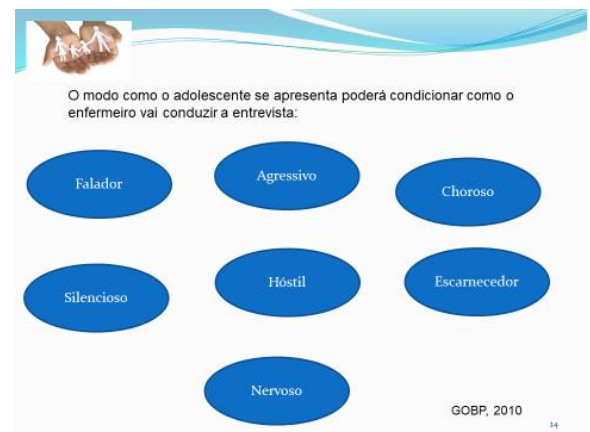 O modo como o adolescente se apresenta poderá condicionar como o
enfermeiro vai conduzir a entrevista:
Falador
Agressivo
Choroso
Silencioso
Hóstil
Escarnecedor
Nervoso
GOBP, 2010
14